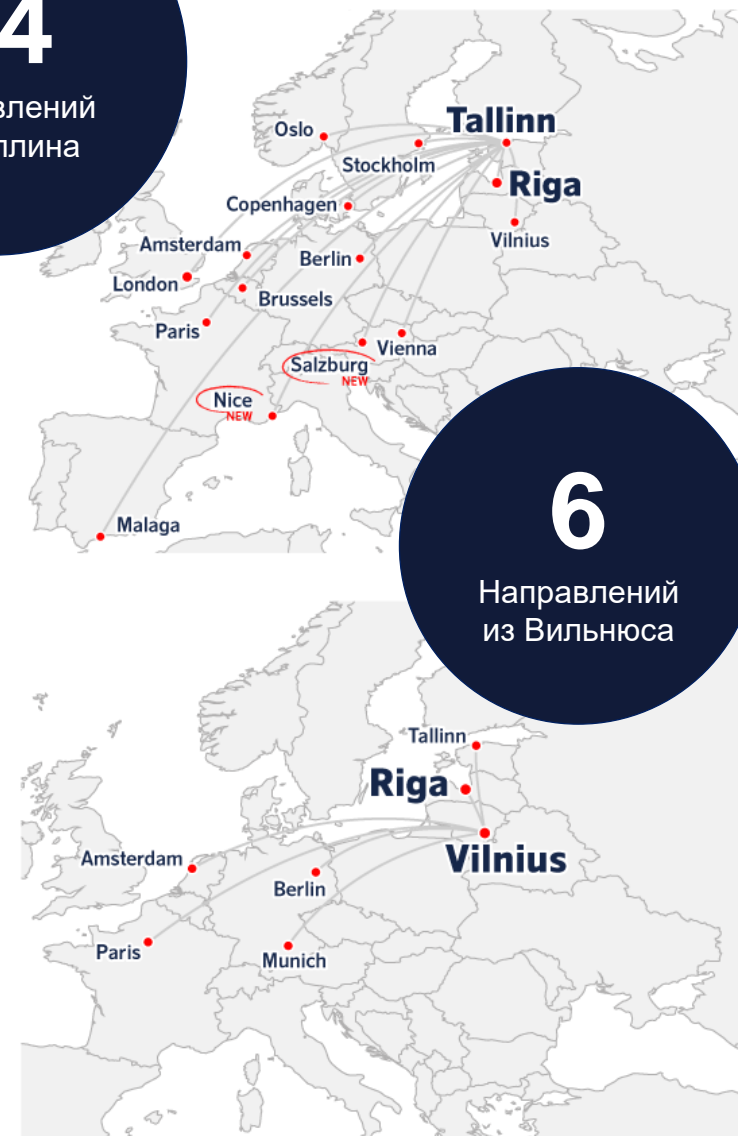 4
влений
ллина
Oslo
Tallinn
Stockholm
Riga
Copenhagen
Vilnius
Amsterdam
Berlin
London
Brussels
Paris
Vienna
Salzburg
NEW
Nice
NEW
Malaga
6
Направлений
из Вильнюса
Tallinn
Riga
Amsterdam
Vilnius
Berlin
Paris
Munich